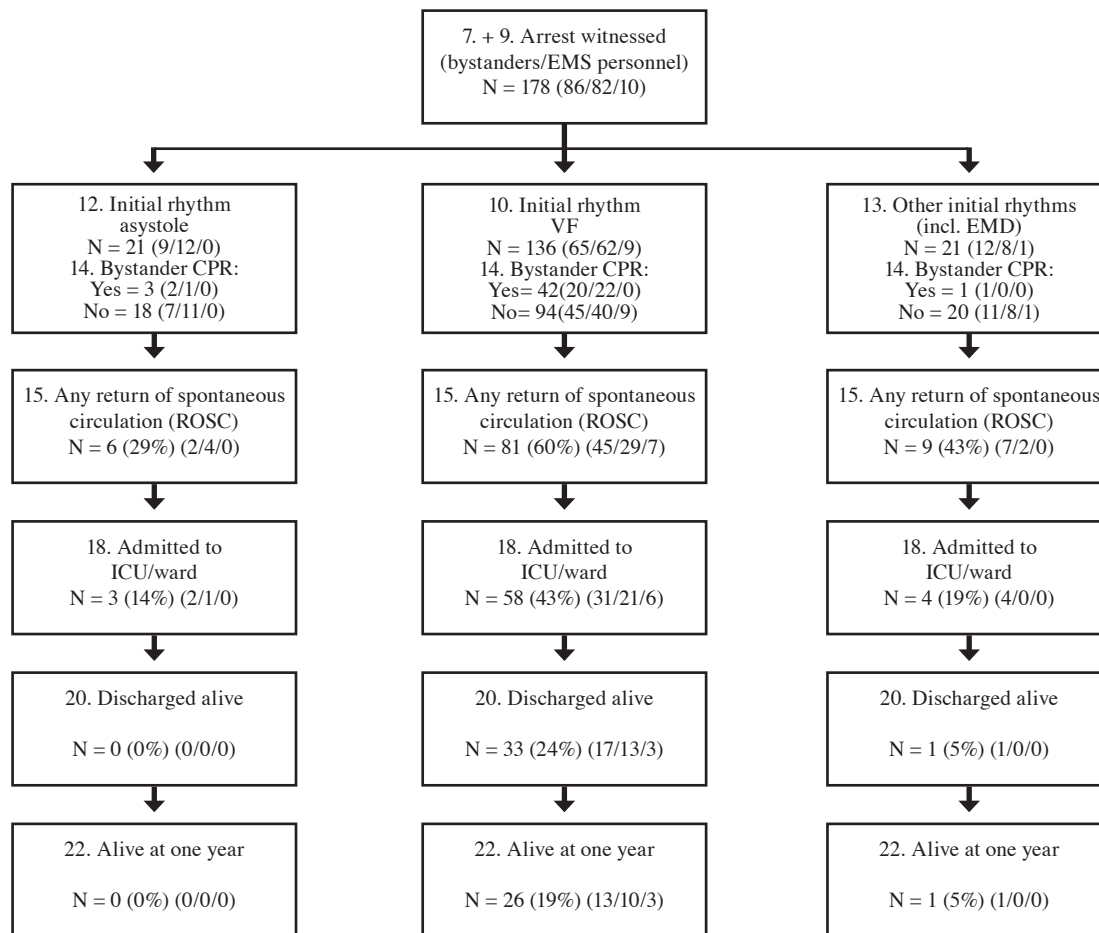 7. + 9. Arrest witnessed
(bystanders/EMS personnel)
N = 178 (86/82/10)
12. Initial rhythm
asystole
N = 21 (9/12/0)
14. Bystander CPR:
Yes = 3 (2/1/0)
No = 18 (7/11/0)
10. Initial rhythm
VF
N = 136 (65/62/9)
14. Bystander CPR:
Yes= 42(20/22/0)
No= 94(45/40/9)
13. Other initial rhythms
(incl. EMD)
N = 21 (12/8/1)
14. Bystander CPR:
Yes = 1 (1/0/0)
No = 20 (11/8/1)
15. Any return of spontaneous
circulation (ROSC)
N = 6 (29%) (2/4/0)
15. Any return of spontaneous
circulation (ROSC)
N = 81 (60%) (45/29/7)
15. Any return of spontaneous
circulation (ROSC)
N = 9 (43%) (7/2/0)
18. Admitted to
ICU/ward
N = 3 (14%) (2/1/0)
18. Admitted to
ICU/ward
N = 58 (43%) (31/21/6)
18. Admitted to
ICU/ward
N = 4 (19%) (4/0/0)
20. Discharged alive
N = 0 (0%) (0/0/0)
20. Discharged alive
N = 33 (24%) (17/13/3)
20. Discharged alive
N = 1 (5%) (1/0/0)
22. Alive at one year
N = 0 (0%) (0/0/0)
22. Alive at one year
N = 26 (19%) (13/10/3)
22. Alive at one year
N = 1 (5%) (1/0/0)